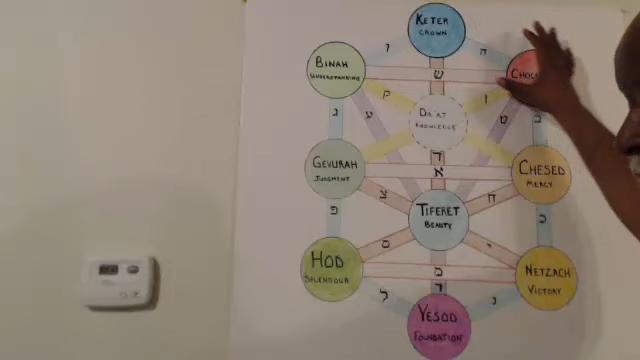 KETER
CROWN
ו
ה
BINAH
UNDERSTANDING
CHOC
ש
ק
DA'AT
KNOWLEDGE
ע
ט
ד
GEVURAH
JUDGMENT
א
CHESED
MERCY
צ
ח
TIFERET
BEAUTY
פ
כ
ס
י
HOD
SPLENDOUR
מ
NETZACH
VICTORY
ל
נ
YESOD
FOUNDATION